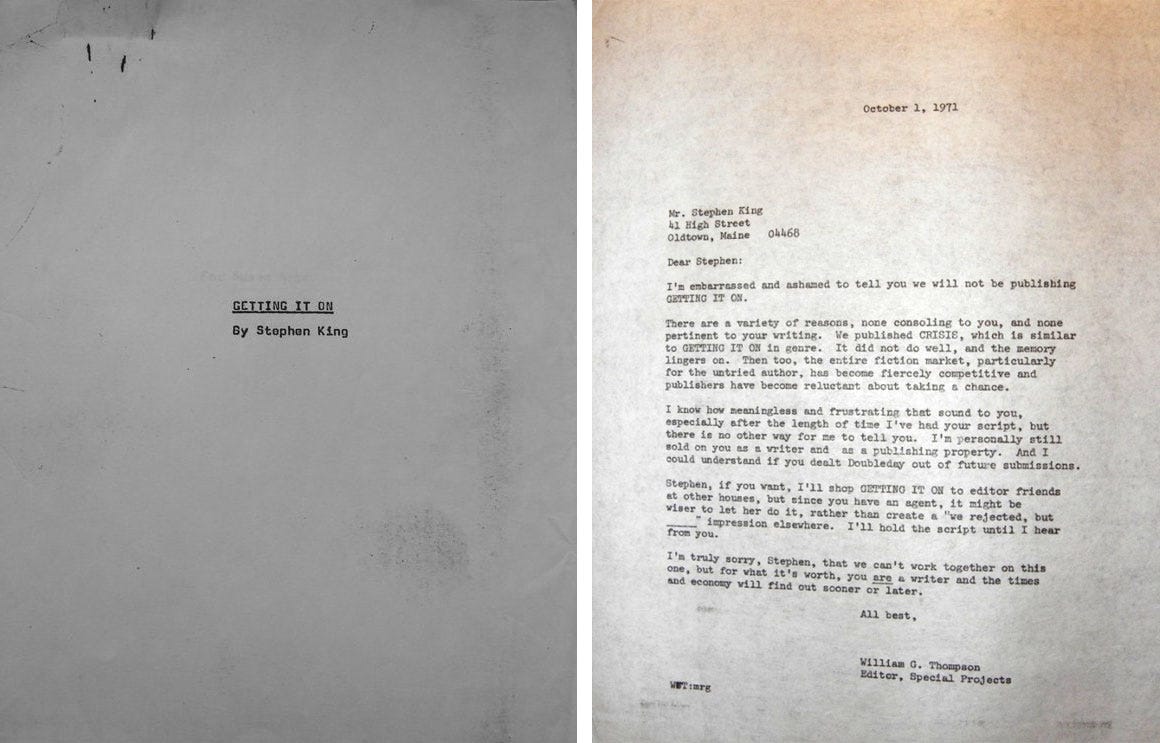 GETTING IT ON
By Stephen King
October 1, 1971
Mr. Stephen King
41 High Street
Oldtown, Maine 04468
Dear Stephen:
I'm embarrassed and ashamed to tell you we will not be publishing
GETTING IT ON.
There are a variety of reasons, none consoling to you, and none
pertinent to your writing. We published CRISIS, which is similar
to GETTING IT ON in genre. It did not do well, and the memory
lingers on. Then too, the entire fiction market, particularly
for the untried author, has become fiercely competitive and
publishers have become reluctant about taking a chance.
I know how meaningless and frustrating that sound to you,
especially after the length of time I've had your script, but
there is no other way for me to tell you. I'm personally still
sold on you as a writer and as a publishing property. And I
could understand if you dealt Doubleday out of future submissions.
Stephen, if you want, I'll shop GETTING IT ON to editor friends
at other houses, but since you have an agent, it might be
wiser to let her do it, rather than create a "we rejected, but
_____" impression elsewhere. I'll hold the script until I hear
from you.
I'm truly sorry, Stephen, that we can't work together on this
one, but for what it's worth, you are a writer and the times
and economy will find out sooner or later.
All best,
William G. Thompson
Editor, Special Projects
WGT:mrg